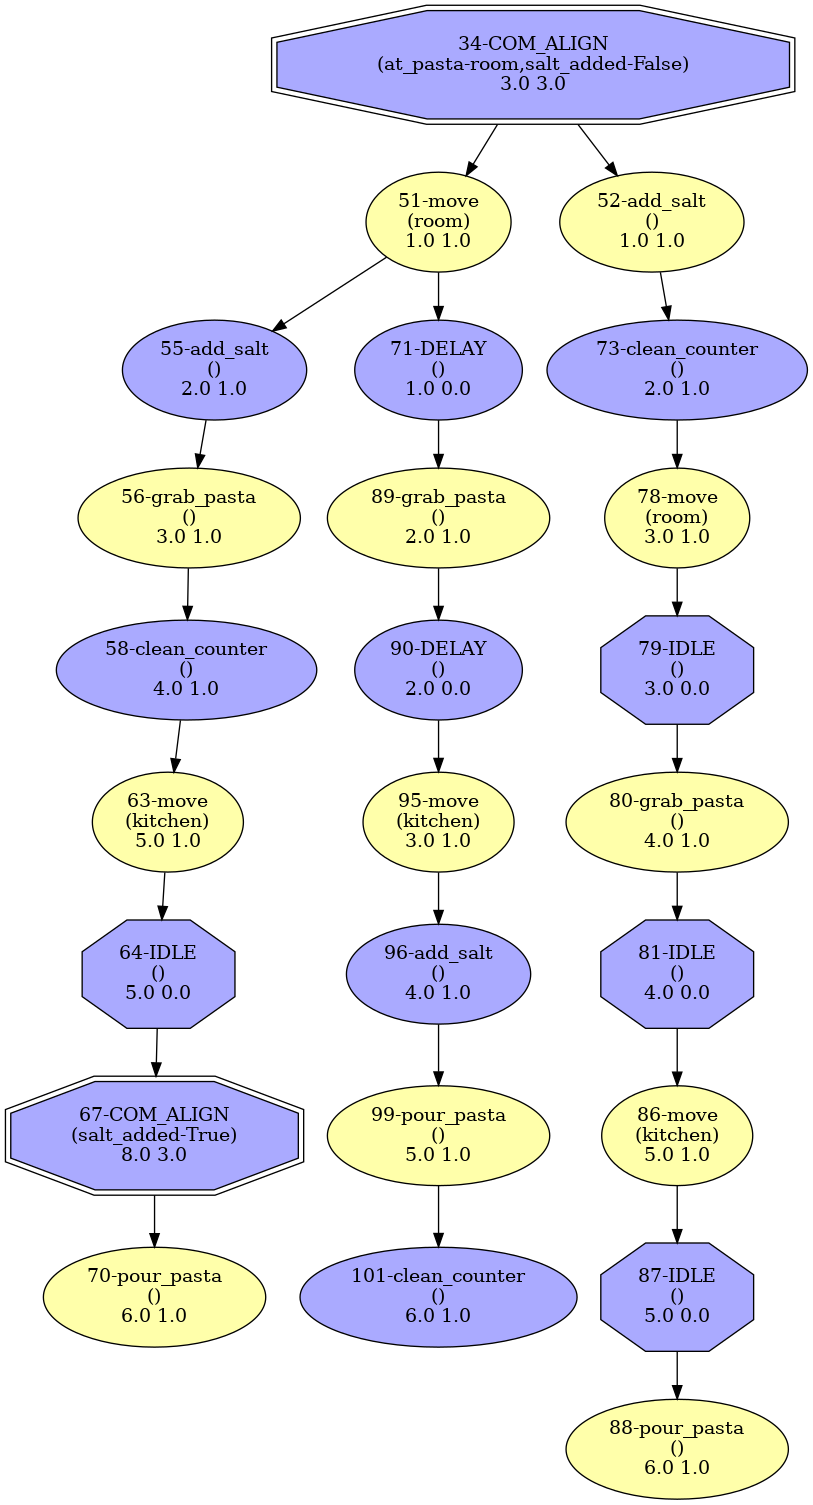 34-COM_ALIGN
(at_pasta-room,salt_added-False)
3.0 3.0
51-move
(room)
1.0 1.0
52-add_salt
()
1.0 1.0
55-add_salt
()
2.0 1.0
71-DELAY
()
1.0 0.0
73-clean_counter
()
2.0 1.0
56-grab_pasta
()
3.0 1.0
89-grab_pasta
()
2.0 1.0
78-move
(room)
3.0 1.0
58-clean_counter
()
4.0 1.0
90-DELAY
()
2.0 0.0
79-IDLE
()
3.0 0.0
63-move
(kitchen)
5.0 1.0
95-move
(kitchen)
3.0 1.0
80-grab_pasta
()
4.0 1.0
64-IDLE
()
5.0 0.0
96-add_salt
()
4.0 1.0
81-IDLE
()
4.0 0.0
67-COM_ALIGN
(salt_added-True)
8.0 3.0
99-pour_pasta
()
5.0 1.0
86-move
(kitchen)
5.0 1.0
70-pour_pasta
()
6.0 1.0
101-clean_counter
()
6.0 1.0
87-IDLE
()
5.0 0.0
88-pour_pasta
()
6.0 1.0